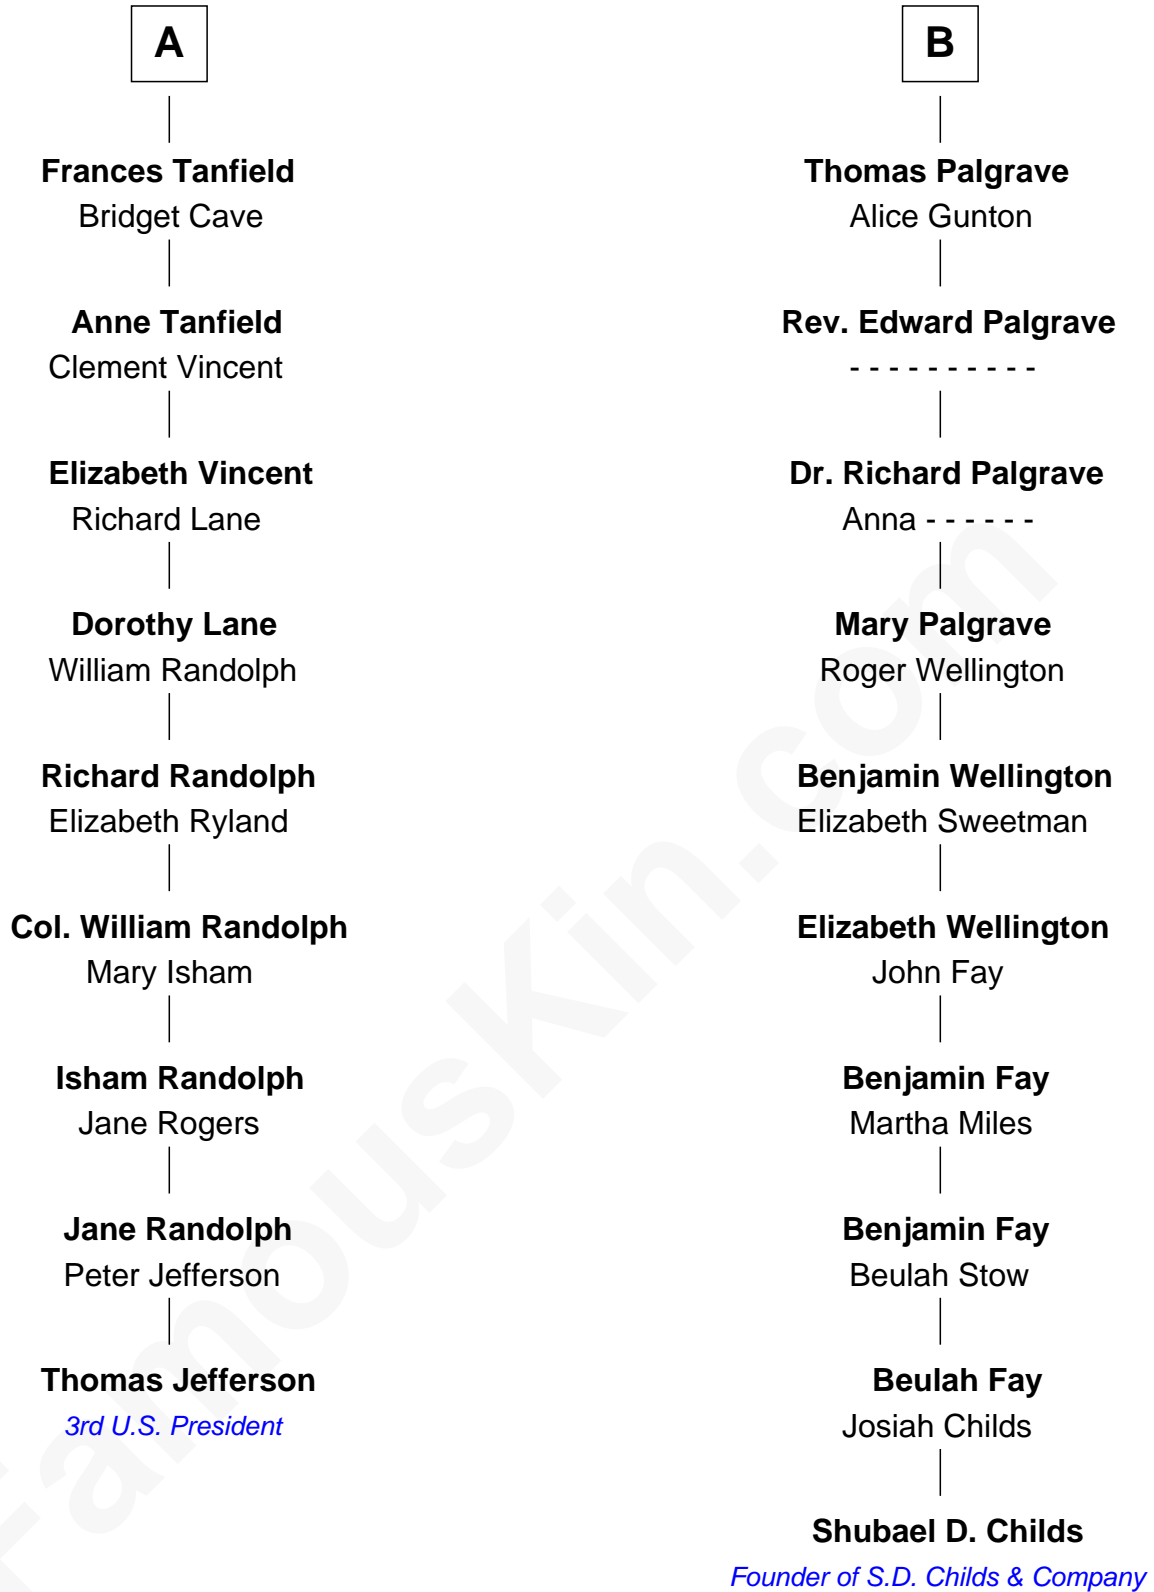 A
Frances Tanfield
Bridget Cave
Anne Tanfield
Clement Vincent
Elizabeth Vincent
Richard Lane
Dorothy Lane
William Randolph
Richard Randolph
Elizabeth Ryland
Col. William Randolph
Mary Isham
Isham Randolph
Jane Rogers
Jane Randolph
Peter Jefferson
Thomas Jefferson
3rd U.S. President
B
Thomas Palgrave
Alice Gunton
Rev. Edward Palgrave
- - - - - - - - - -
Dr. Richard Palgrave
Anna - - - - - -
Mary Palgrave
Roger Wellington
Benjamin Wellington
Elizabeth Sweetman
Elizabeth Wellington
John Fay
Benjamin Fay
Martha Miles
Benjamin Fay
Beulah Stow
Beulah Fay
Josiah Childs
Shubael D. Childs
Founder of S.D. Childs & Company
FamousKin.com